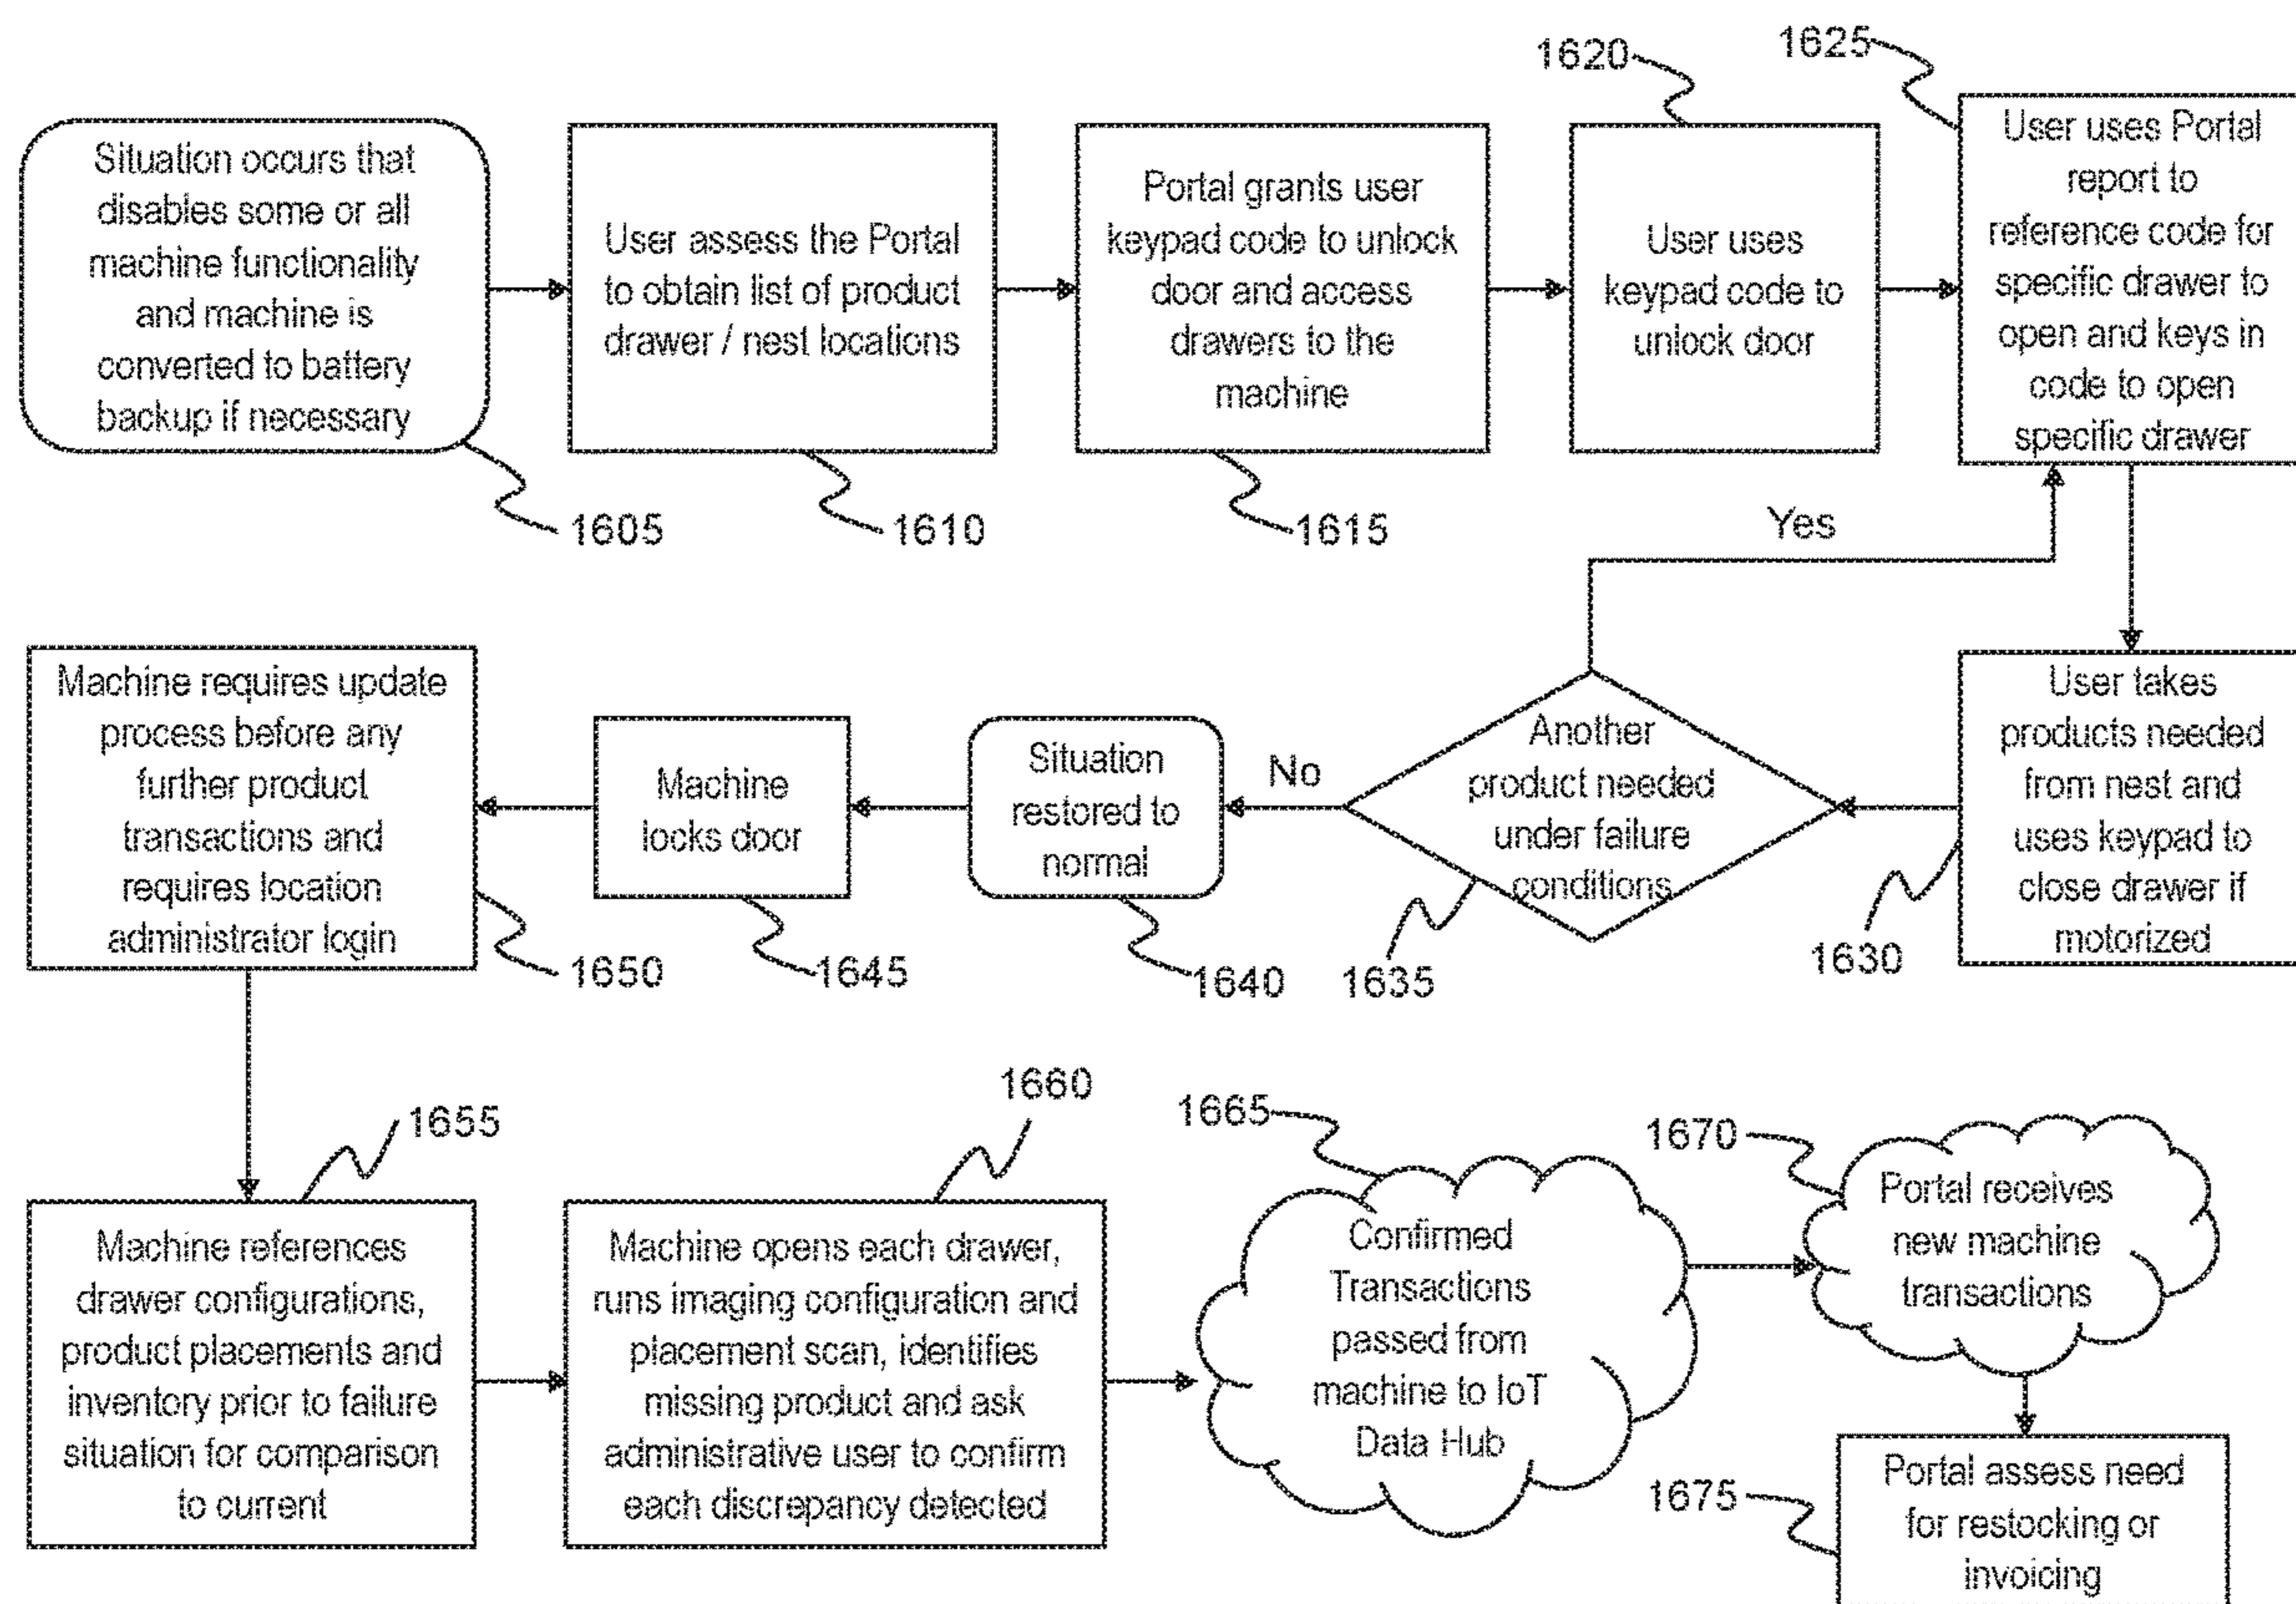 1620
1625
Situation occurs that
disables some or all
machine functionality
and machine is
converted to battery
backup if necessary
1605
User assess the Portal
to obtain list of product
drawer / nest locations
1610
Portal grants user
keypad code to unlock
door and access
drawers to the
machine
1615
User uses
keypad code to
unlock door
User uses Portal
report to
reference code for
specific drawer to
open and keys in
code to open
specific drawer
Yes
User takes
products needed
from nest and
uses keypad to
close drawer if
motorized
1630
Another
product needed
under failure
conditions
1635
No
Situation
restored to
normal
1640
Machine
locks door
1645
Machine requires update
process before any
further product
transactions and
requires location
administrator login
1650
1655
Machine references
drawer configurations,
product placements and
inventory prior to failure
situation for comparison
to current
1660
Machine opens each drawer,
runs imaging configuration and
placement scan, identifies
missing product and ask
administrative user to confirm
each discrepancy detected
1665
Confirmed
Transactions
passed from
machine to IoT
Data Hub
1670
Portal receives
new machine
transactions
1675
Portal assess need
for restocking or
invoicing